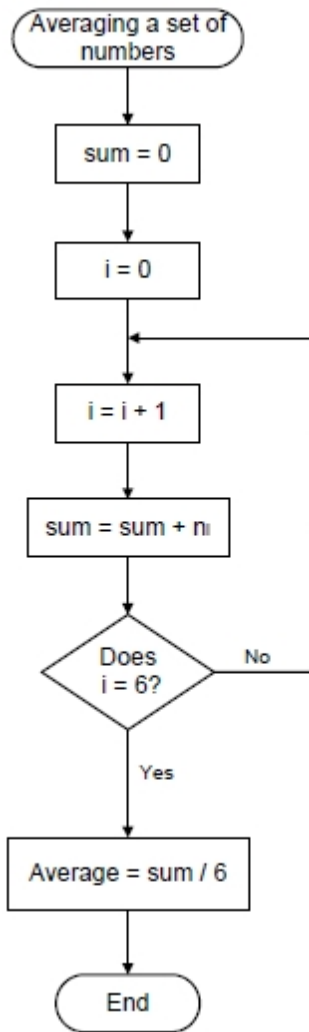 Averaging a set of
numbers
sum = 0
i = 0
i = i + 1
sum = sum + nᵢ
Does
i = 6?
No
Yes
Average = sum / 6
End